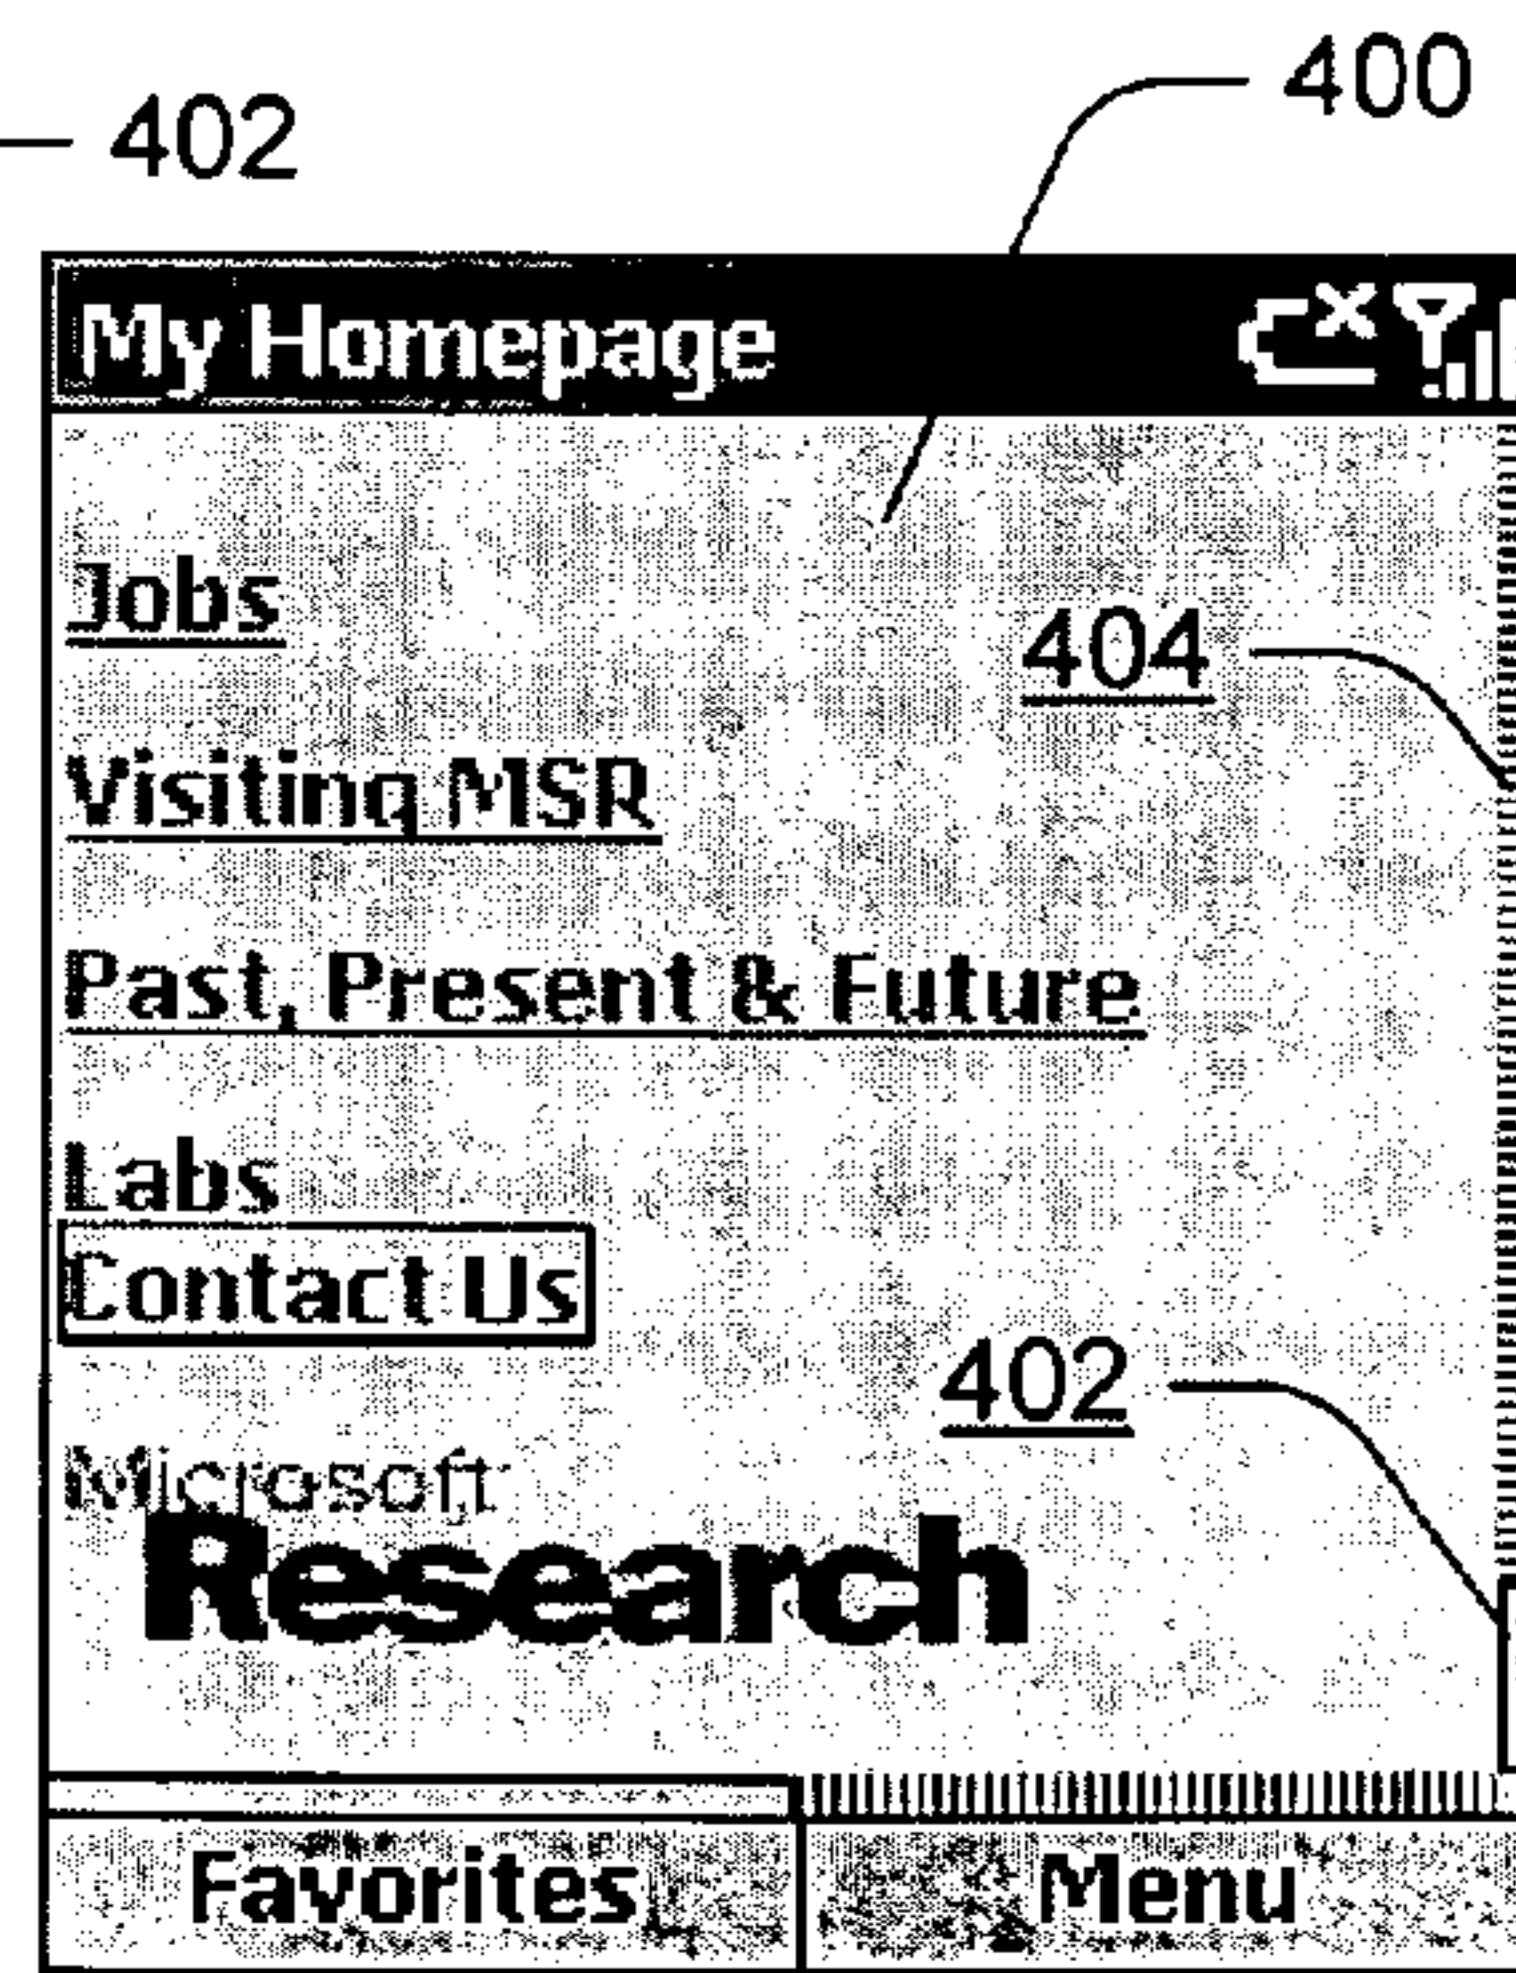 400
402
My Homepage
Jobs
404
Visiting MSR
Past, Present & Future
Labs
Contact Us
402
Microsoft
Research
Favorites
Menu